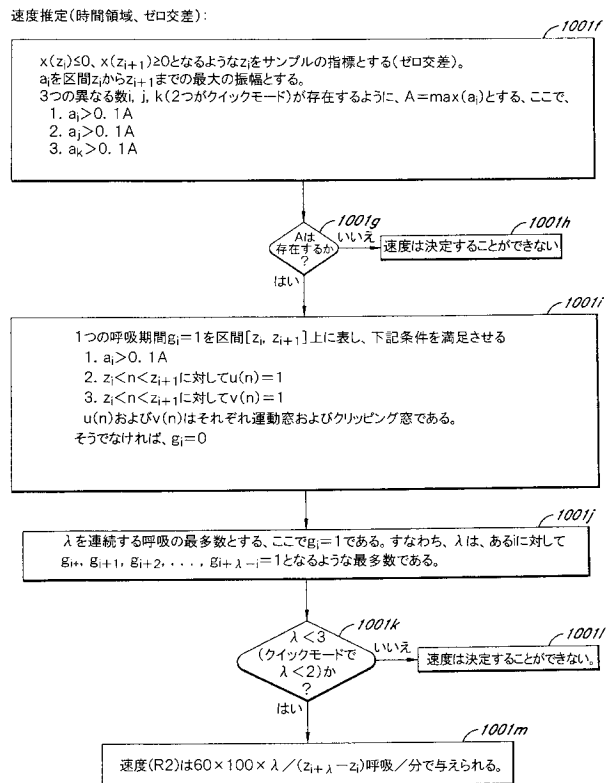 速度推定(時間領域、ゼロ交差):
1001f
x(zi)≤0、x(zi+1)≥0となるようなziをサンプルの指標とする(ゼロ交差)。
aiを区間ziからzi+1までの最大の振幅とする。
3つの異なる数i, j, k(2つがクイックモード)が存在するように、A=max(ai)とする、ここで、
1. ai>0. 1A
2. aj>0. 1A
3. ak>0. 1A
1001g
Aは
存在するか
?
いいえ
1001h
速度は決定することができない
はい
1001i
1つの呼吸期間gi=1を区間[zi, zi+1]上に表し、下記条件を満足させる
1. ai>0. 1A
2. zi<n<zi+1に対してu(n)=1
3. zi<n<zi+1に対してv(n)=1
u(n)およびv(n)はそれぞれ運動窓およびクリッピング窓である。
そうでなければ、gi=0
1001j
λを連続する呼吸の最多数とする、ここでgi=1である。すなわち、λは、あるiに対して
gi+, gi+1, gi+2, . . . , gi+λ-i=1となるような最多数である。
1001k
λ<3
(クイックモードで
λ<2)か
?
いいえ
1001l
速度は決定することができない。
はい
1001m
速度(R2)は60×100×λ/(zi+λ-zi)呼吸/分で与えられる。